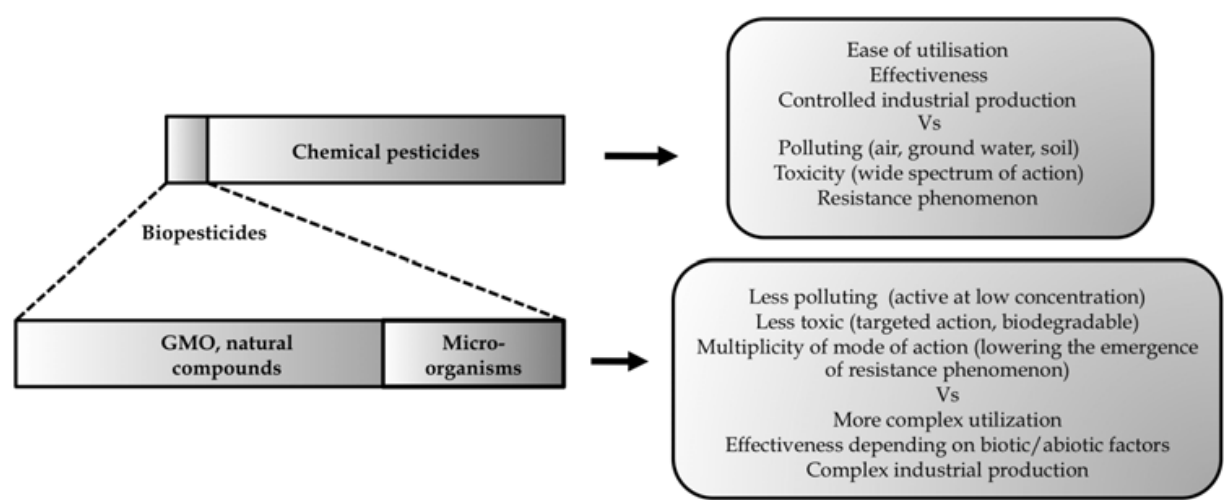 Chemical pesticides
Biopesticides
GMO, natural
compounds
Micro-
organisms
Ease of utilisation
Effectiveness
Controlled industrial production
Vs
Polluting (air, ground water, soil)
Toxicity (wide spectrum of action)
Resistance phenomenon
Less polluting (active at low concentration)
Less toxic (targeted action, biodegradable)
Multiplicity of mode of action (lowering the emergence
of resistance phenomenon)
Vs
More complex utilization
Effectiveness depending on biotic/abiotic factors
Complex industrial production